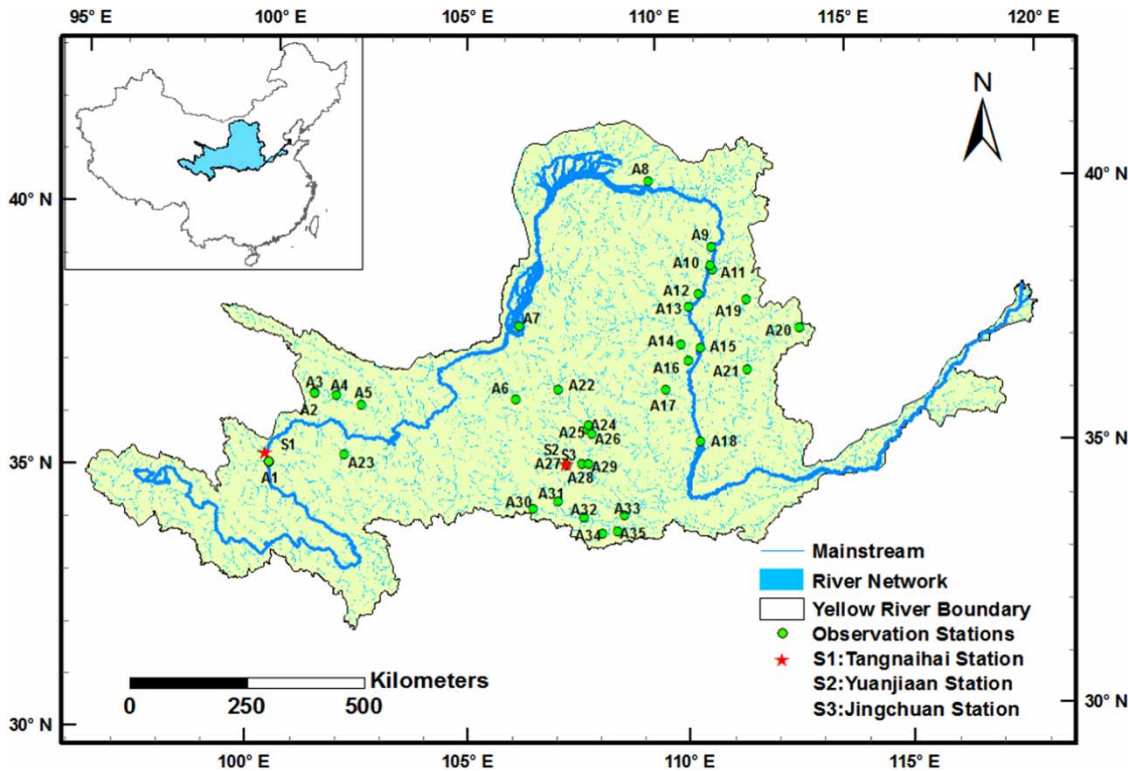 95° E 100° E 105° E 110° E 115° E 120° E
N
40° N 40° N
A8
A9
A10 A11
A12
A13 A19
A7
A20
A14 A15
A16 A21
A3 A4 A5
A2
A6 A22
A17
A24
A25 A26
A18
S1
A23
35° N 35° N
A1
S2 S3
A27 A29
A28
A31
A30 A32 A33
A34 A35
Mainstream
River Network
Yellow River Boundary
Observation Stations
S1:Tangnaihai Station
S2:Yuanjiaan Station
S3:Jingchuan Station
Kilometers
0 250 500
30° N 30° N
100° E 105° E 110° E 115° E